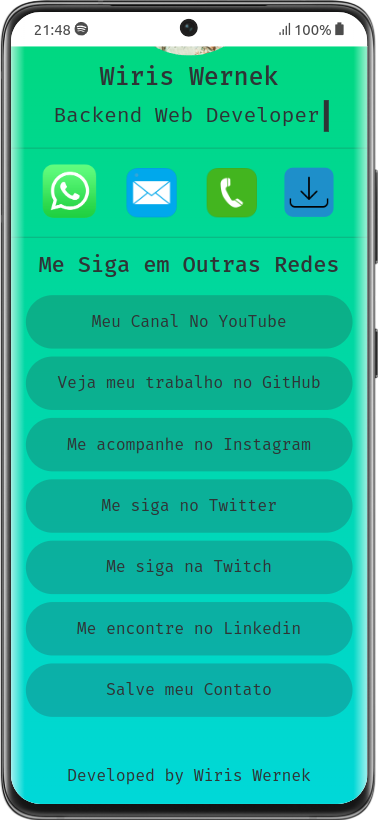 21:48 100%
Wiris Wernek
Backend Web Developer
Me Siga em Outras Redes
Meu Canal No YouTube
Veja meu trabalho no GitHub
Me acompanhe no Instagram
Me siga no Twitter
Me siga na Twitch
Me encontre no Linkedin
Salve meu Contato
Developed by Wiris Wernek